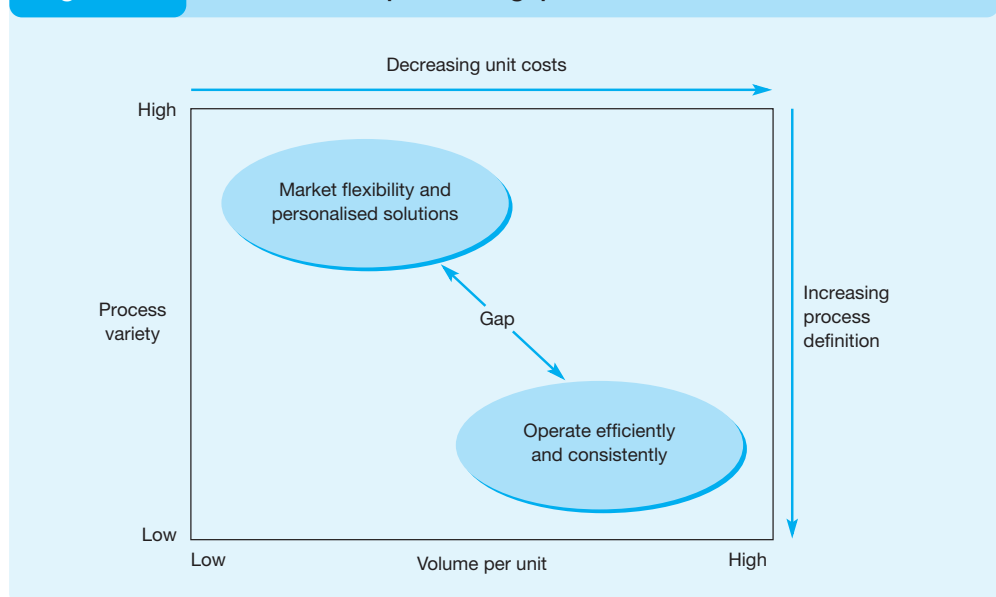 Decreasing unit costs
High
Market flexibility and
personalised solutions
Process
variety
Gap
Increasing
process
definition
Operate efficiently
and consistently
Low
Low
Volume per unit
High